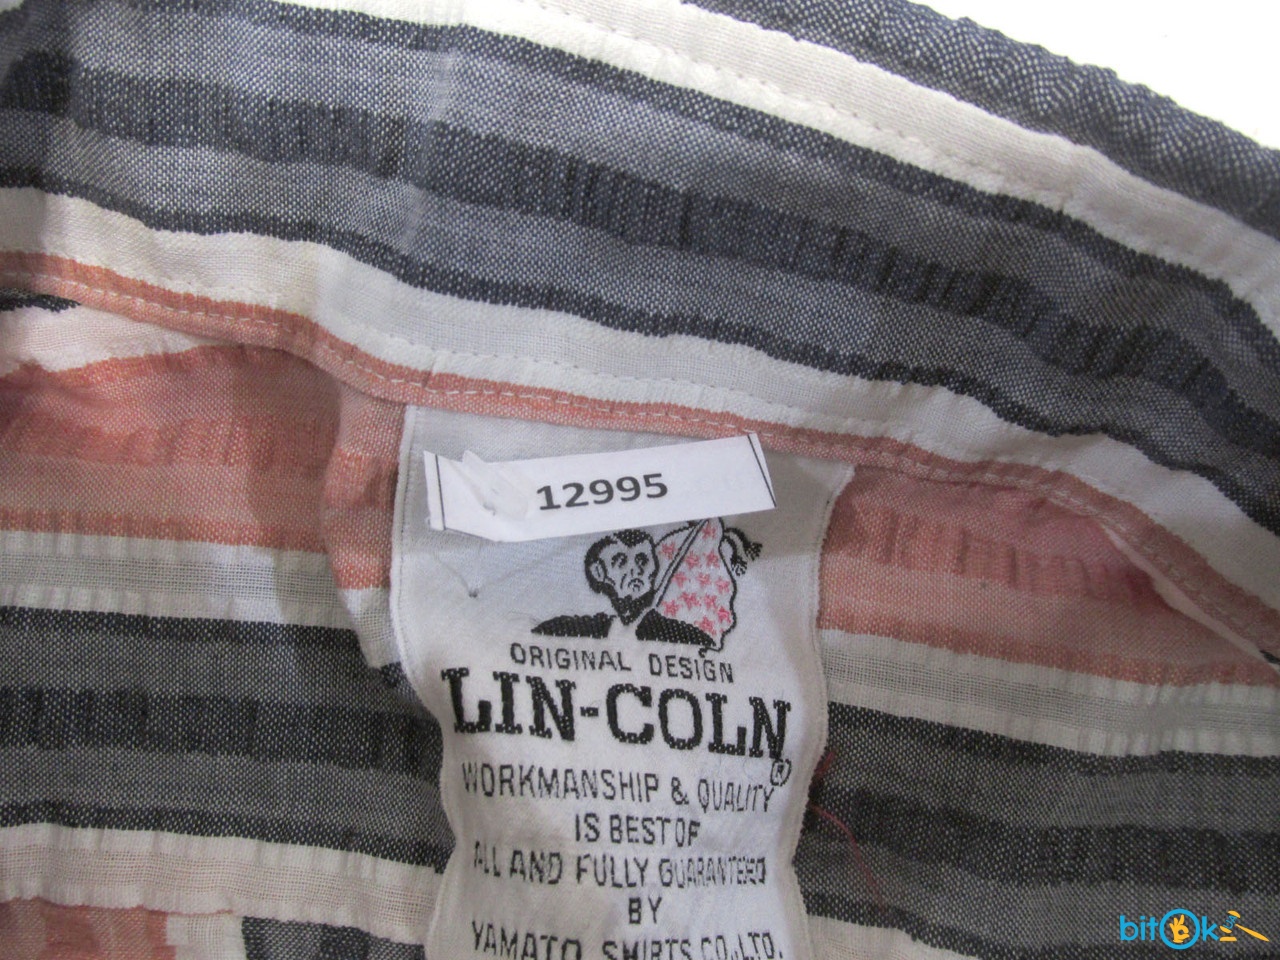 12995
ORIGINAL DESIGN
LIN-COLN
®
WORKMANSHIP & QUALITY
IS BEST OF
ALL AND FULLY GUARANTEED
BY
YAMATO SHIRTS CO.,LTD.
bitOk